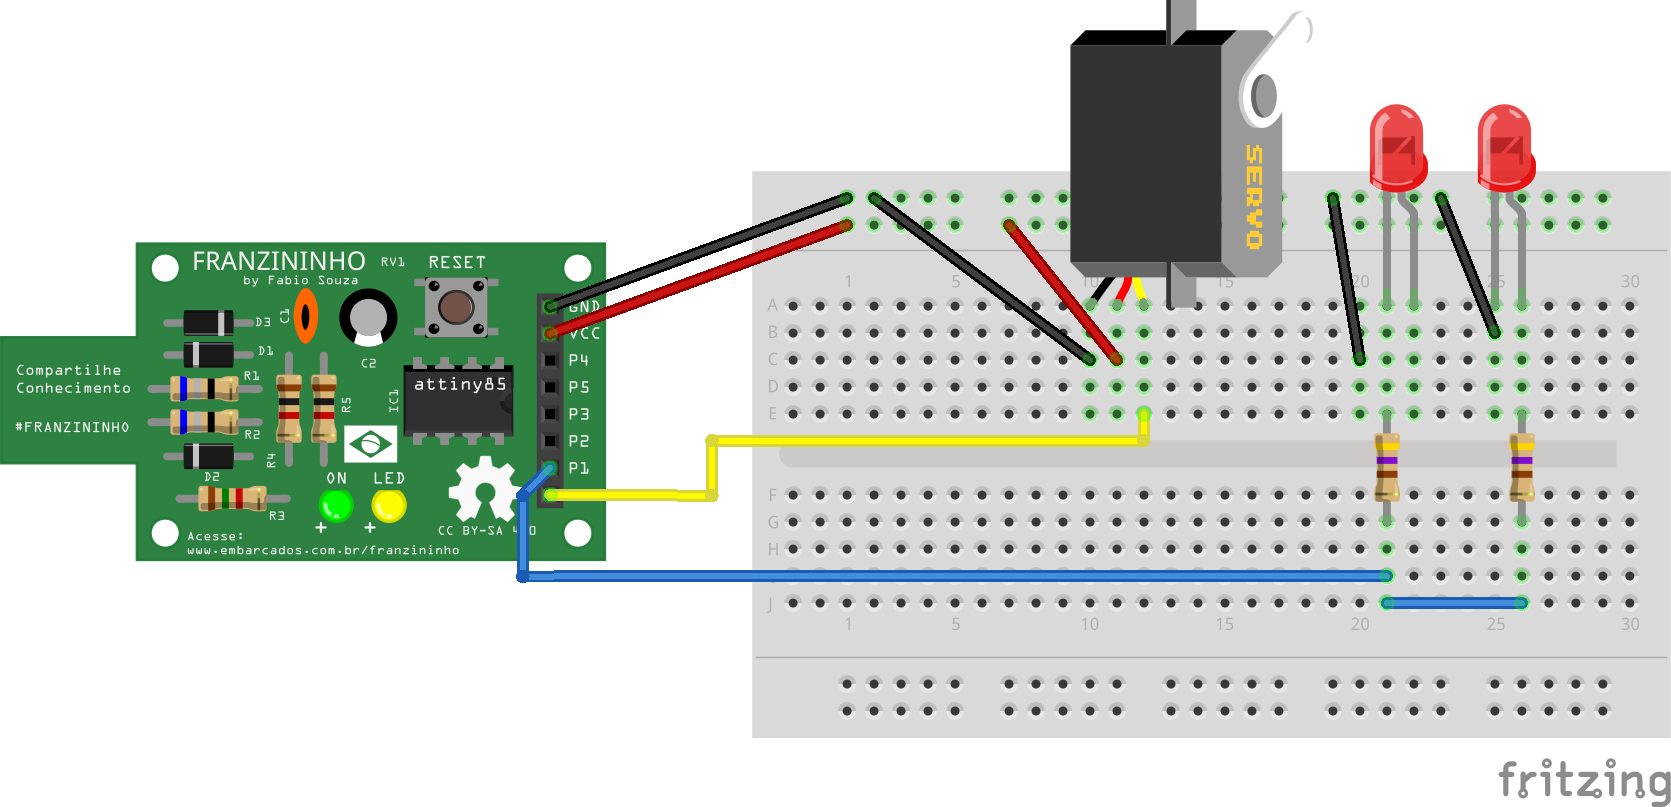 FRANZININHO
by Fabio Souza
RV1
RESET
Compartilhe
Conhecimento
#FRANZININHO
D3
D1
R1
R2
D2
R3
R4
R5
C1
C2
IC1
attiny85
ON
LED
+
+
GND
VCC
P4
P5
P3
P2
P1
CC BY-SA
Acesse:
www.embarcados.com.br/franzininho
SERVO
1
5
10
15
20
25
30
A
B
C
D
E
F
G
H
J
1
5
10
15
20
25
30
fritzing